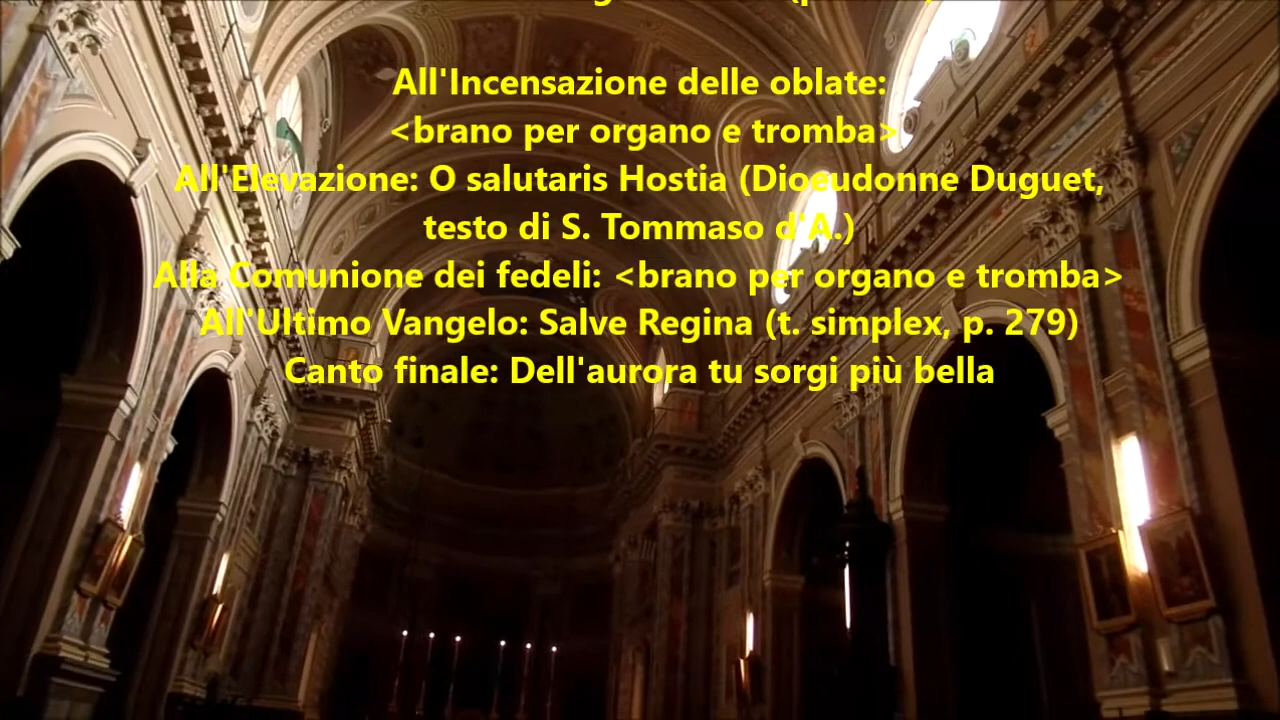 All'Incensazione delle oblate:
<brano per organo e tromba>
All'Elevazione: O salutaris Hostia (Dioeudonne Duguet,
testo di S. Tommaso d'A.)
Alla Comunione dei fedeli: <brano per organo e tromba>
All'Ultimo Vangelo: Salve Regina (t. simplex, p. 279)
Canto finale: Dell'aurora tu sorgi più bella